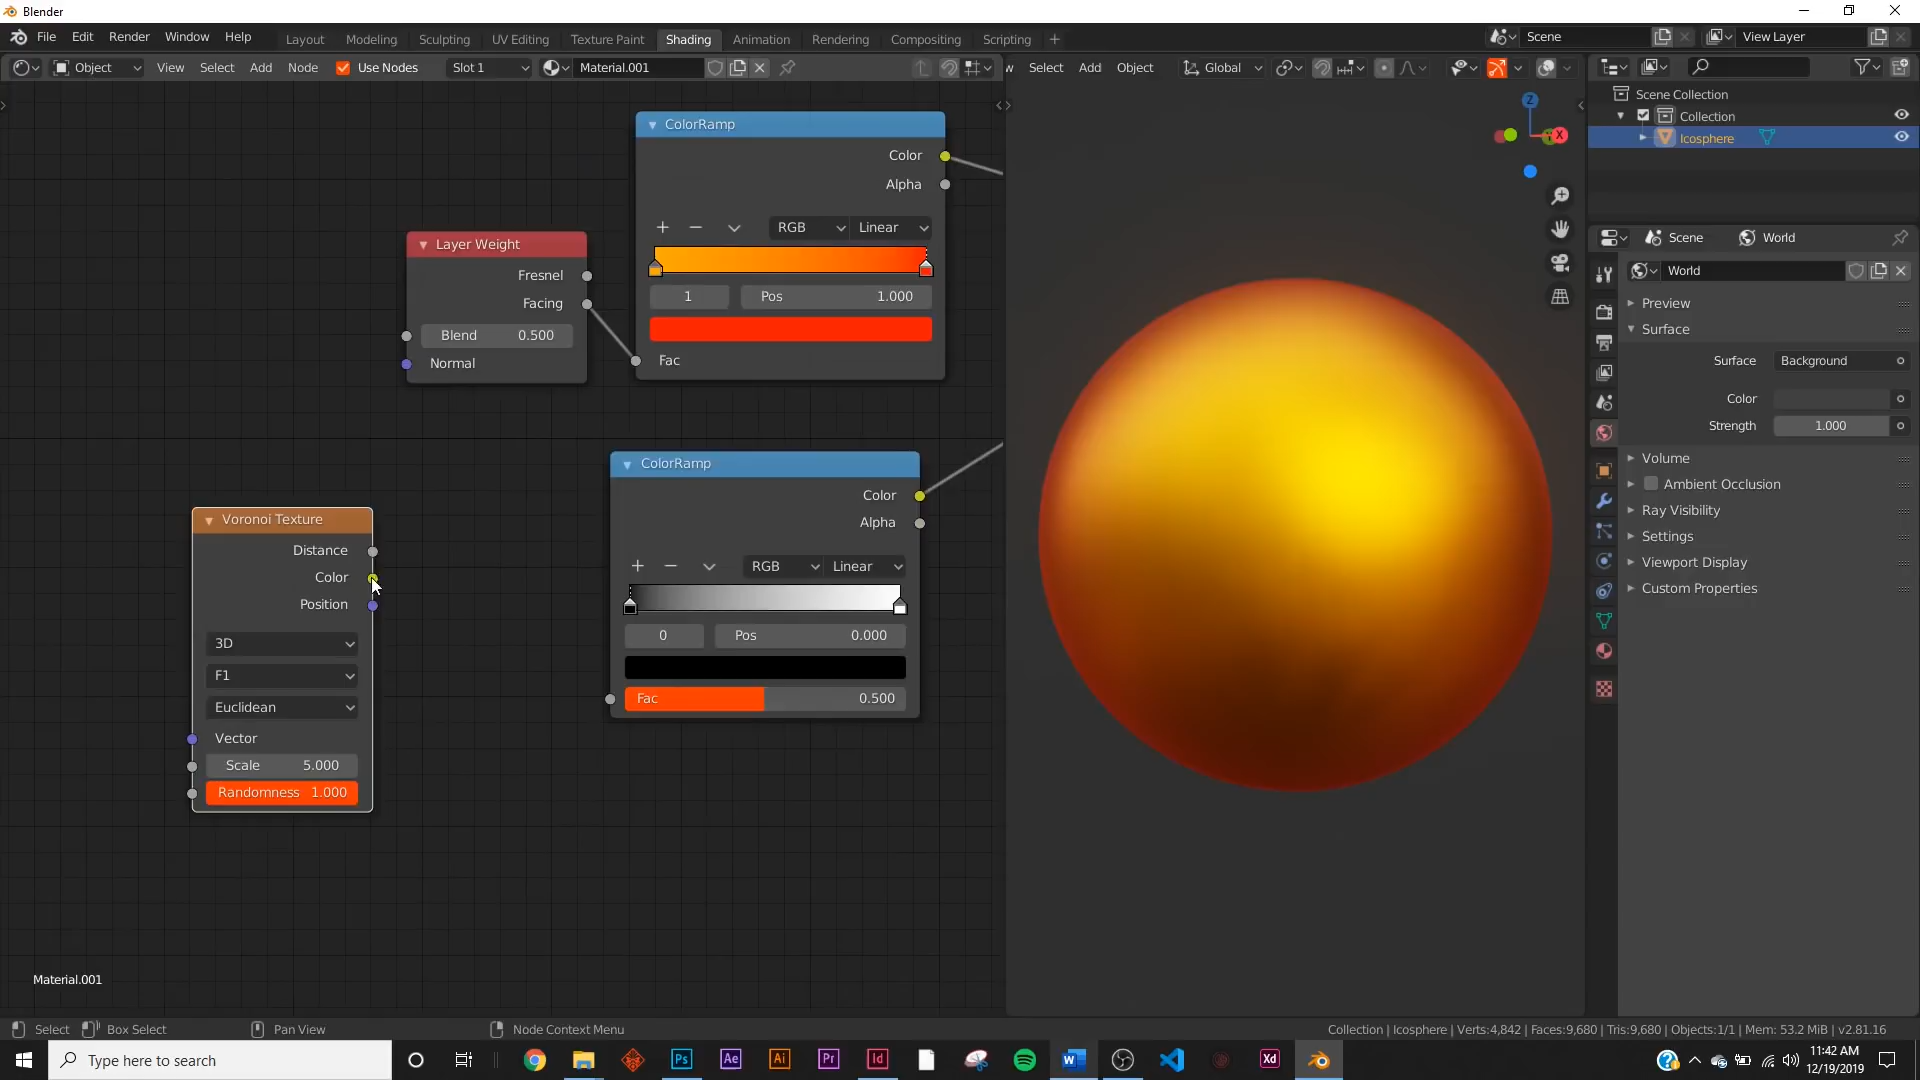 Blender
File Edit Render Window Help Layout Modeling Sculpting UV Editing Texture Paint Shading Animation Rendering Compositing Scripting + Scene View Layer
Object View Select Add Node Use Nodes Slot 1 Material.001 Select Add Object Global
Scene Collection
Collection
Icosphere
Scene World
World
Preview
Surface
Surface Background
Color
Strength 1.000
Volume
Ambient Occlusion
Ray Visibility
Settings
Viewport Display
Custom Properties
ColorRamp
Color
Alpha
RGB Linear
1 Pos 1.000
Fac
Layer Weight
Fresnel
Facing
Blend 0.500
Normal
ColorRamp
Color
Alpha
RGB Linear
0 Pos 0.000
Fac 0.500
Voronoi Texture
Distance
Color
Position
3D
F1
Euclidean
Vector
Scale 5.000
Randomness 1.000
Z
X
Material.001
Select Box Select Pan View Node Context Menu Collection | Icosphere | Verts:4,842 | Faces:9,680 | Tris:9,680 | Objects:1/1 | Mem: 53.2 MiB | v2.81.16
Type here to search
Ps Ae Ai Pr Id Xd
11:42 AM
12/19/2019